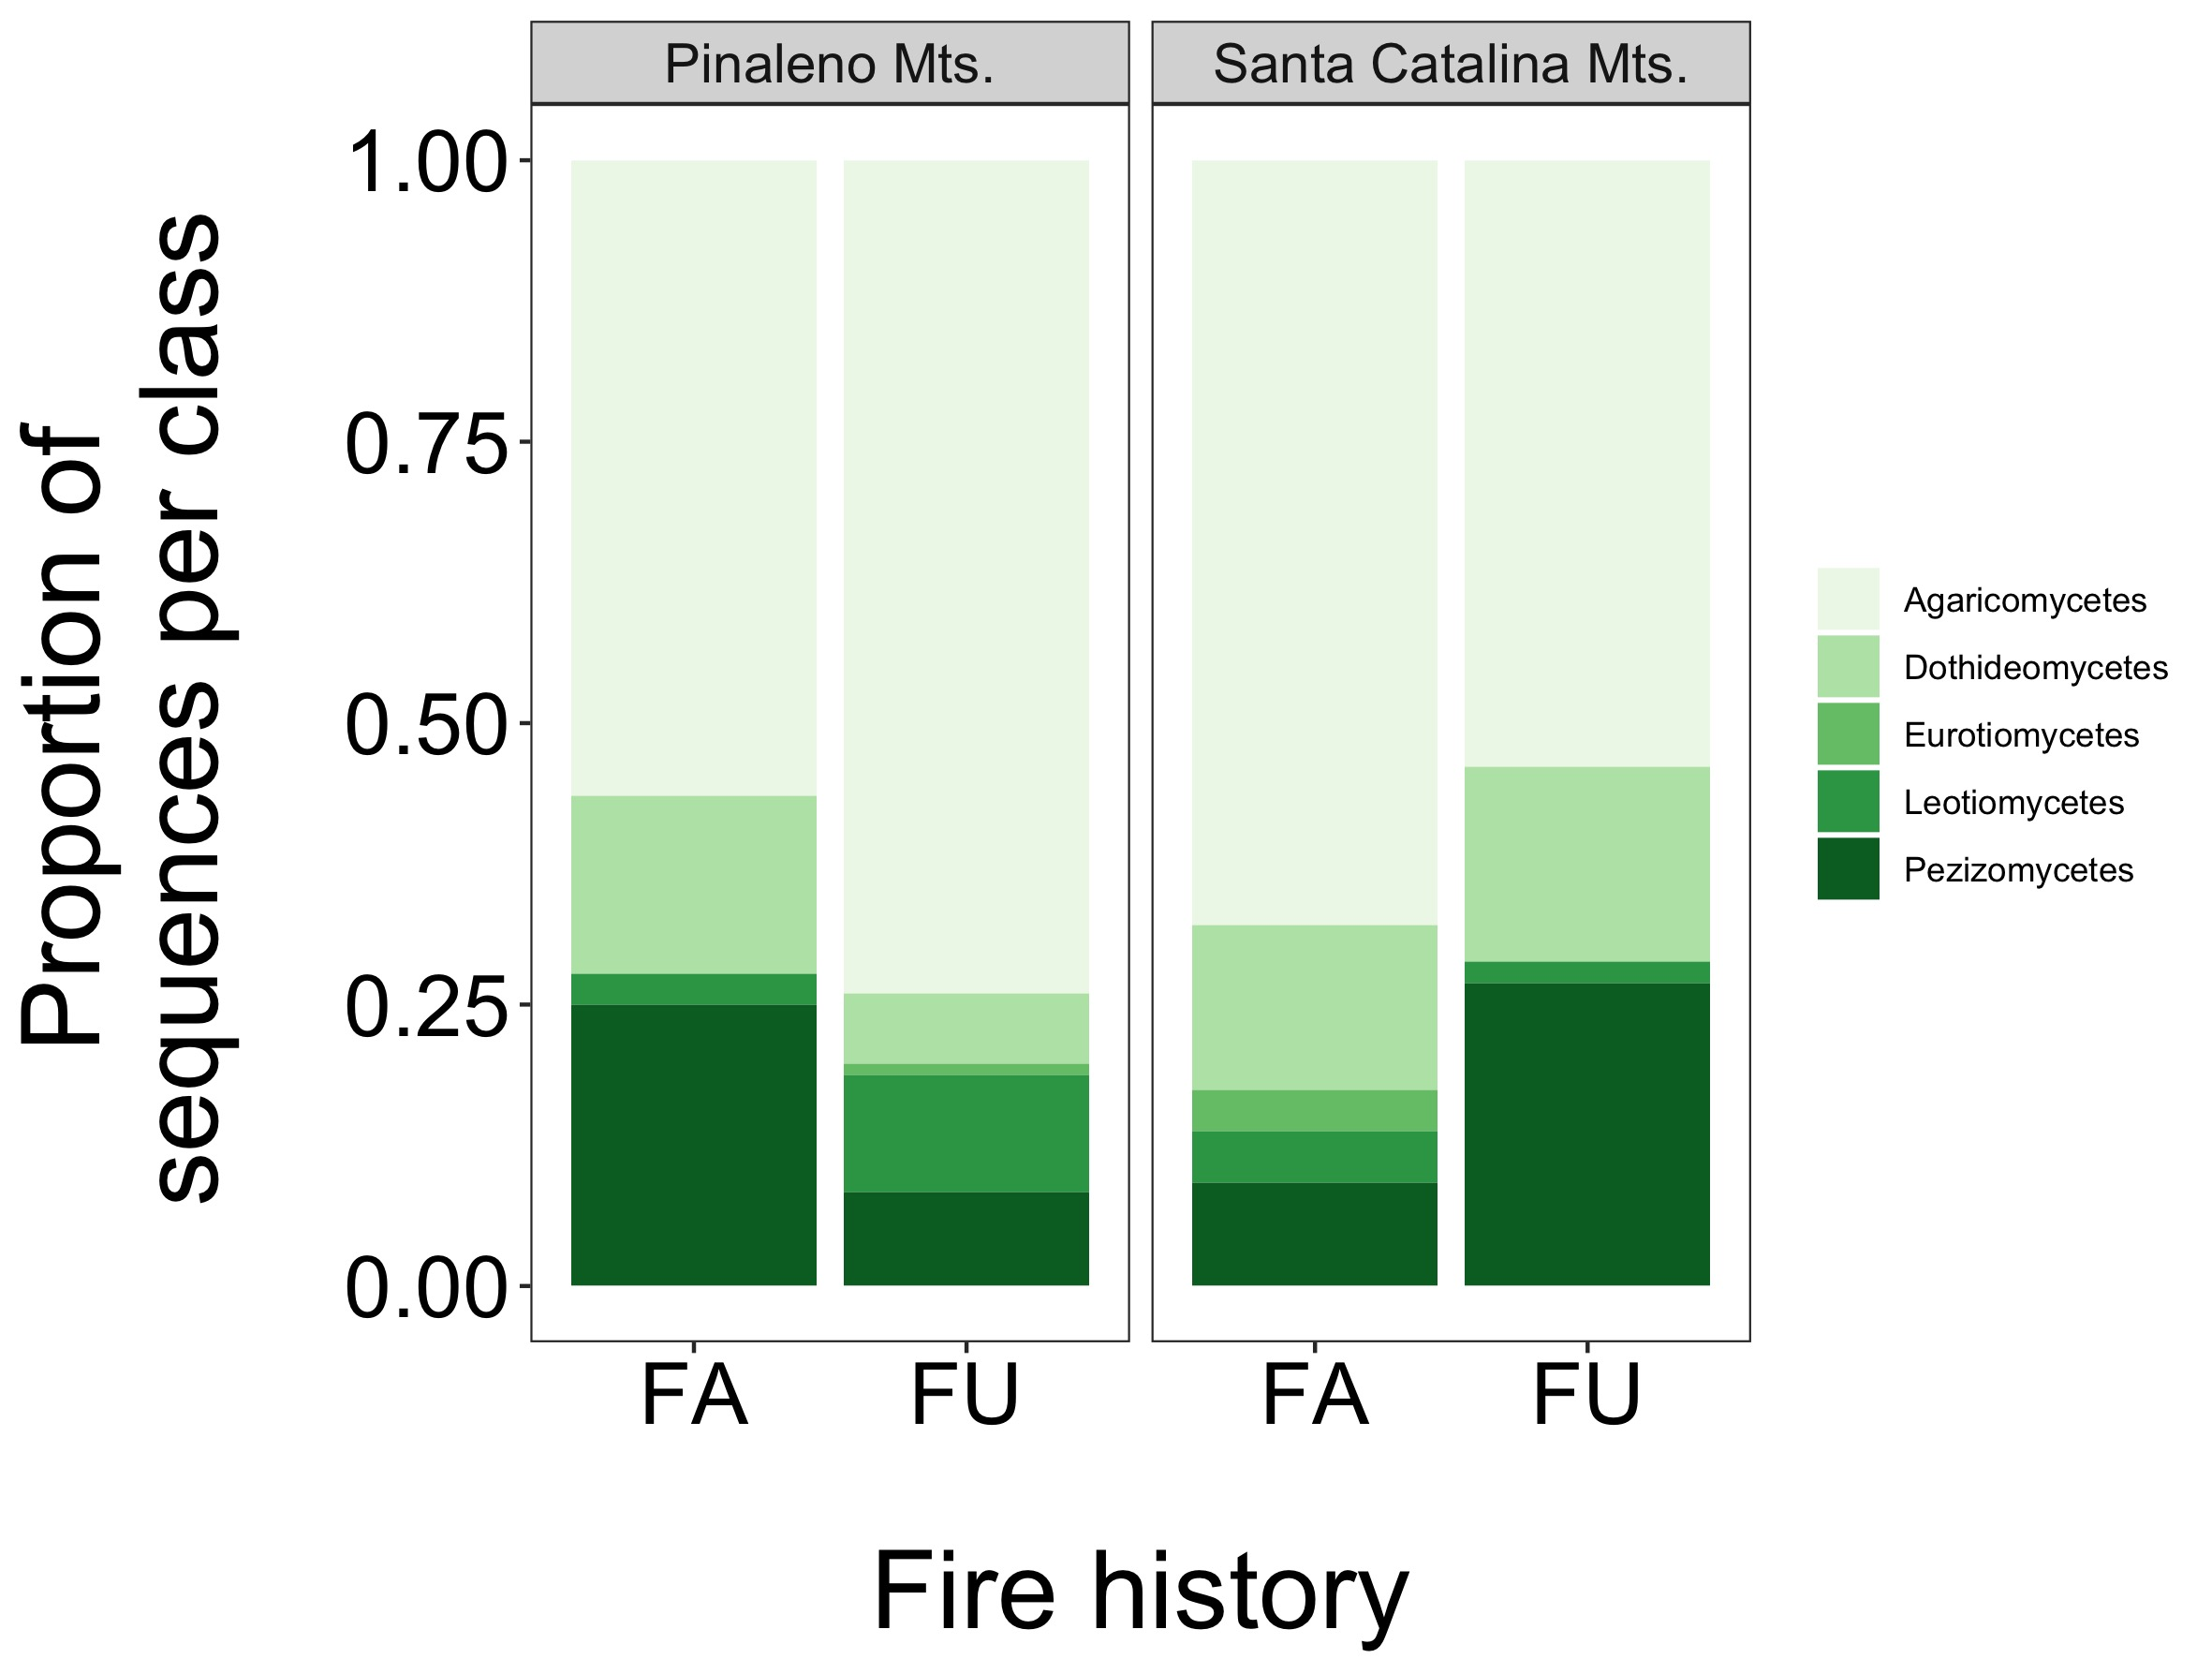 Pinaleno Mts.
Santa Catalina Mts.
Proportion of
sequences per class
1.00
0.75
0.50
0.25
0.00
FA
FU
FA
FU
Fire history
Agaricomycetes
Dothideomycetes
Eurotiomycetes
Leotiomycetes
Pezizomycetes